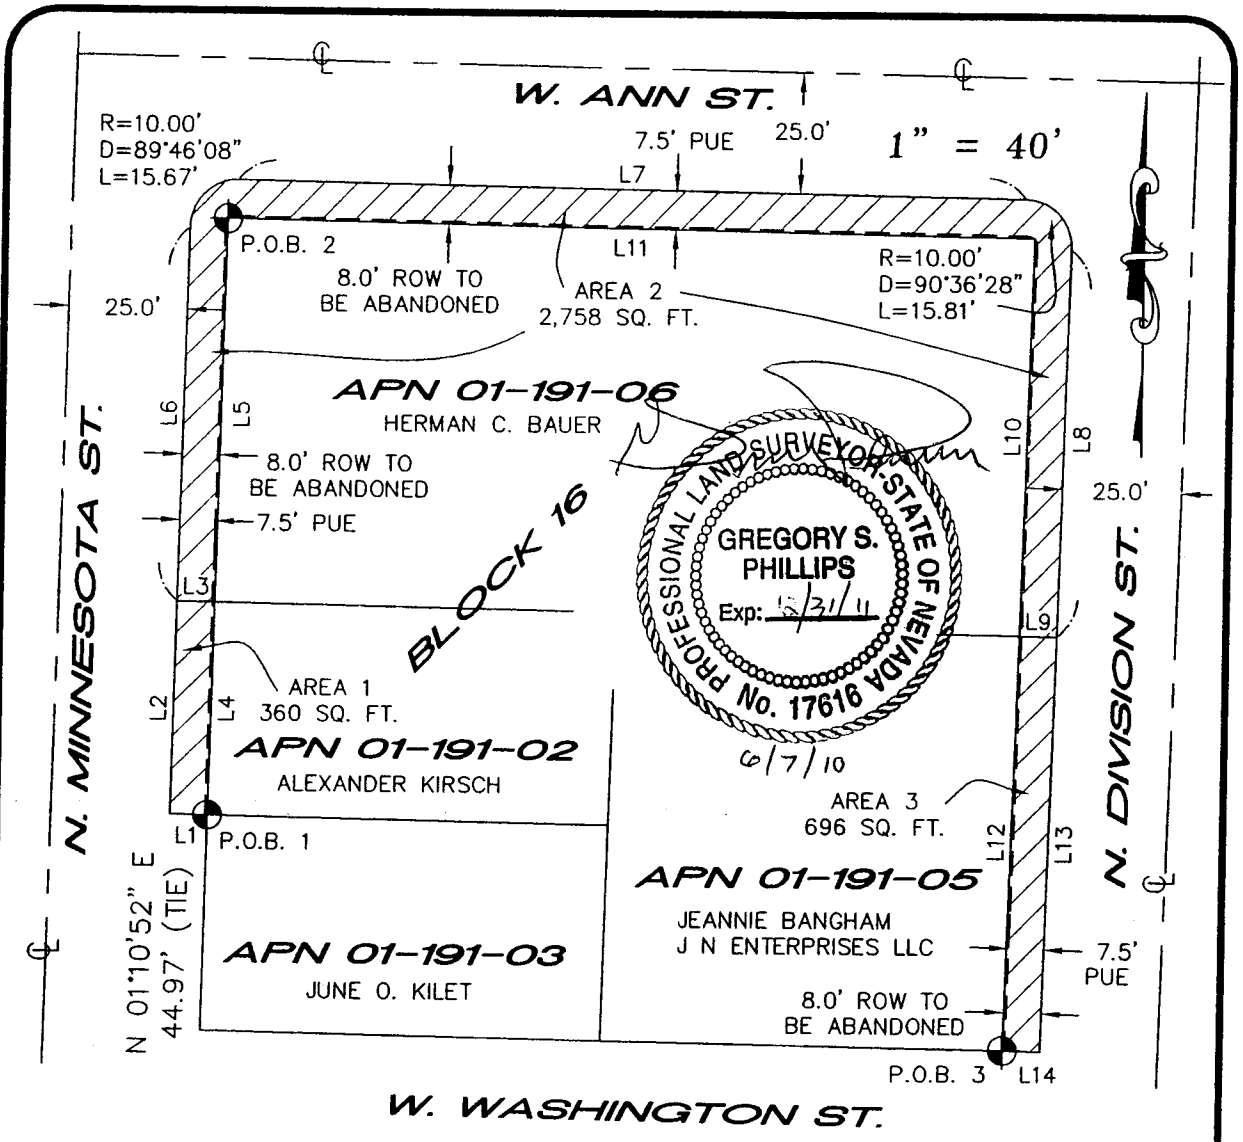 W. ANN ST.
R=10.00'
D=89°46'08"
L=15.67'
7.5' PUE
25.0'
1" = 40'
L7
P.O.B. 2
L11
8.0' ROW TO
BE ABANDONED
AREA 2
2,758 SQ. FT.
R=10.00'
D=90°36'28"
L=15.81'
25.0'
APN 01-191-06
HERMAN C. BAUER
L6
L5
L10
L8
8.0' ROW TO
BE ABANDONED
7.5' PUE
25.0'
N. MINNESOTA ST.
BLOCK 16
PROFESSIONAL LAND SURVEYOR-STATE OF NEVADA
GREGORY S.
PHILLIPS
Exp: 12/31/11
No. 17616
6/7/10
N. DIVISION ST.
L3
L9
AREA 1
360 SQ. FT.
L2
L4
APN 01-191-02
ALEXANDER KIRSCH
AREA 3
696 SQ. FT.
L1
P.O.B. 1
L12
L13
N 01°10'52" E
44.97' (TIE)
APN 01-191-05
JEANNIE BANGHAM
J N ENTERPRISES LLC
7.5'
PUE
APN 01-191-03
JUNE O. KILET
8.0' ROW TO
BE ABANDONED
P.O.B. 3
L14
W. WASHINGTON ST.